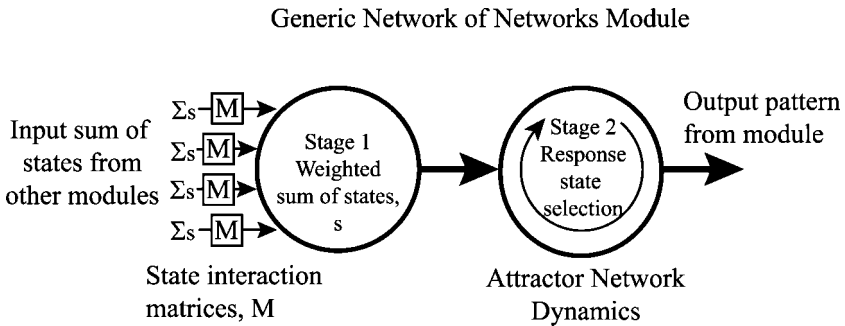 Generic Network of Networks Module
Input sum of
states from
other modules
Σs M
Σs M
Σs M
Σs M
State interaction
matrices, M
Stage 1
Weighted
sum of states,
s
Stage 2
Response
state
selection
Attractor Network
Dynamics
Output pattern
from module